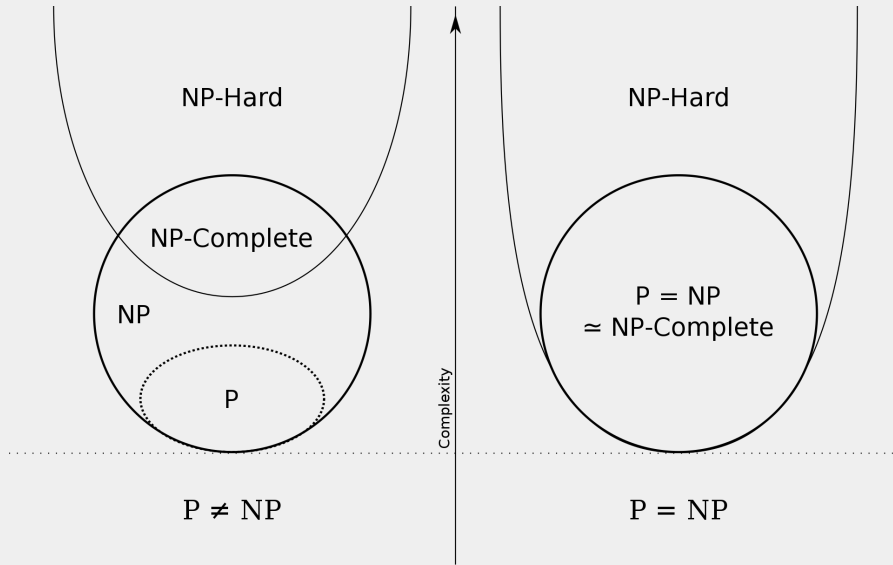 NP-Hard
NP-Complete
NP
P
P ≠ NP
Complexity
NP-Hard
P = NP
≃ NP-Complete
P = NP